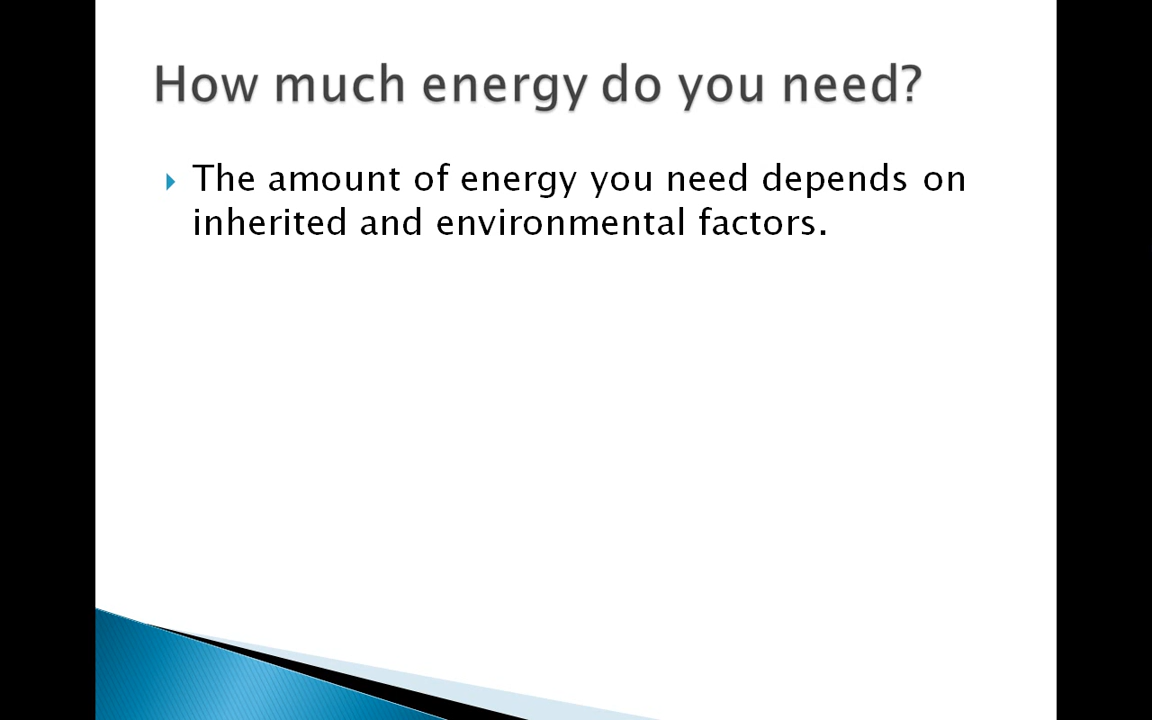 How much energy do you need?
The amount of energy you need depends on
inherited and environmental factors.